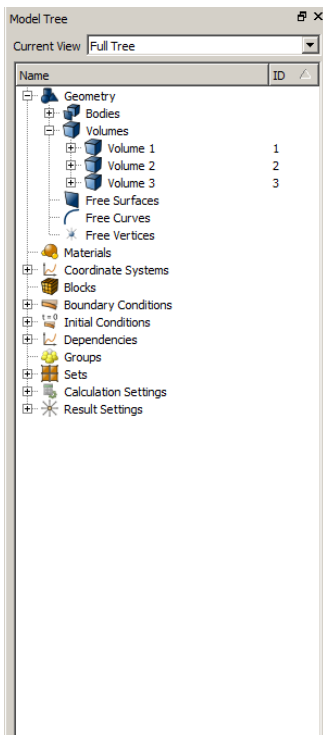 Model Tree
Current View Full Tree
Name ID
Geometry
Bodies
Volumes
Volume 1 1
Volume 2 2
Volume 3 3
Free Surfaces
Free Curves
Free Vertices
Materials
Coordinate Systems
Blocks
Boundary Conditions
t=0 Initial Conditions
Dependencies
Groups
Sets
Calculation Settings
Result Settings